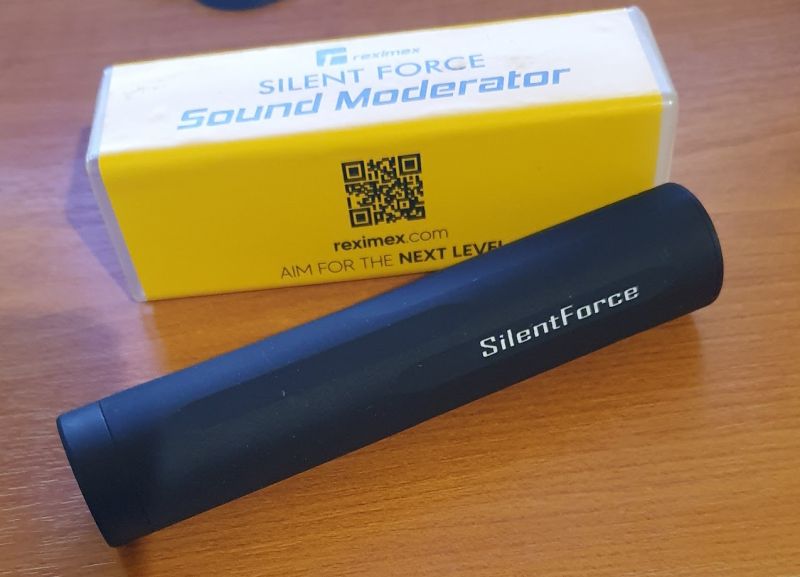 reximex
SILENT FORCE
Sound Moderator
reximex.com
AIM FOR THE NEXT LEVEL
SilentForce